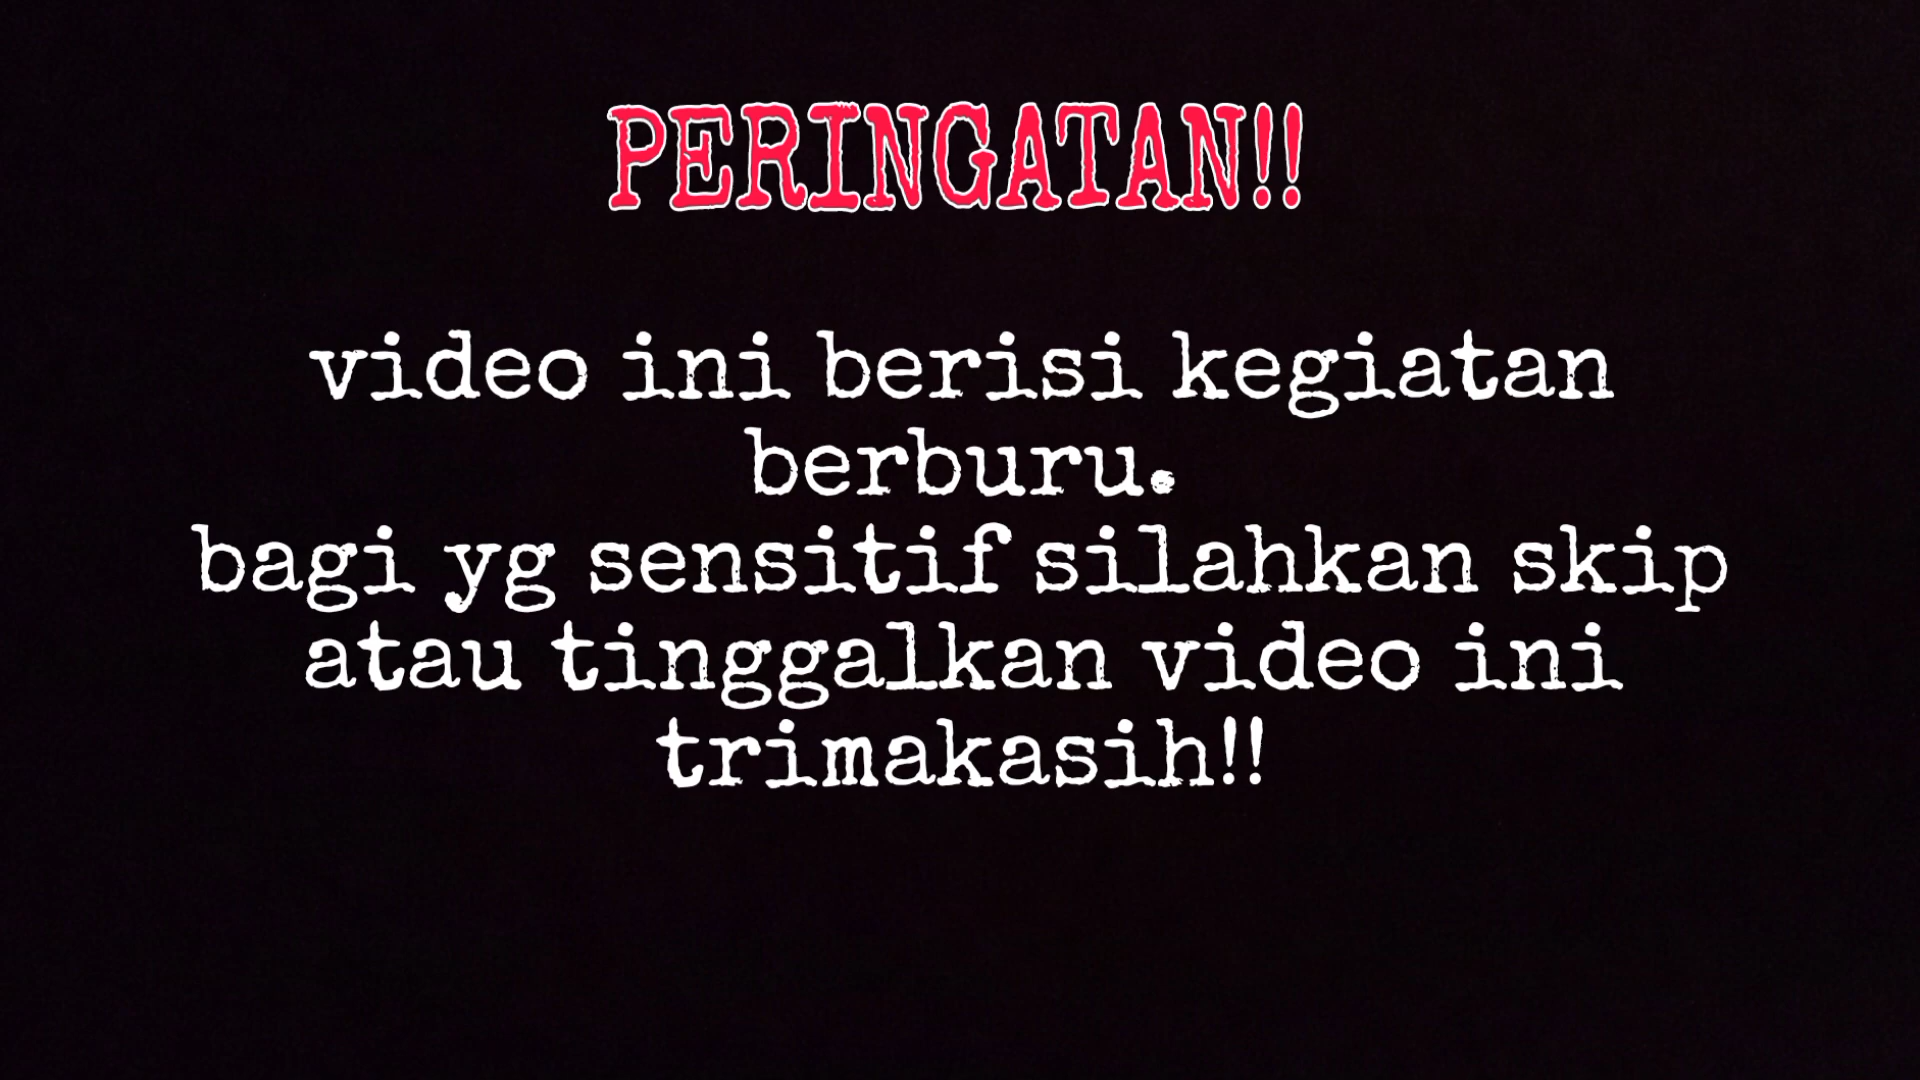 PERINGATAN!!
video ini berisi kegiatan
berburu.
bagi yg sensitif silahkan skip
atau tinggalkan video ini
trimakasih!!